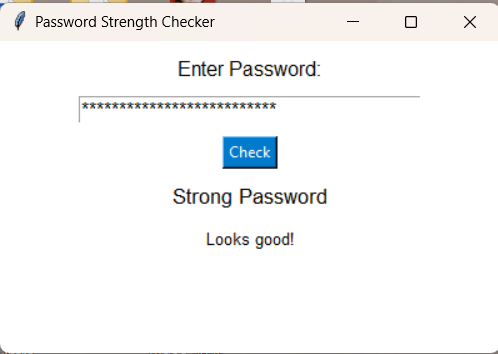 Password Strength Checker
Enter Password:
**************************
Check
Strong Password
Looks good!